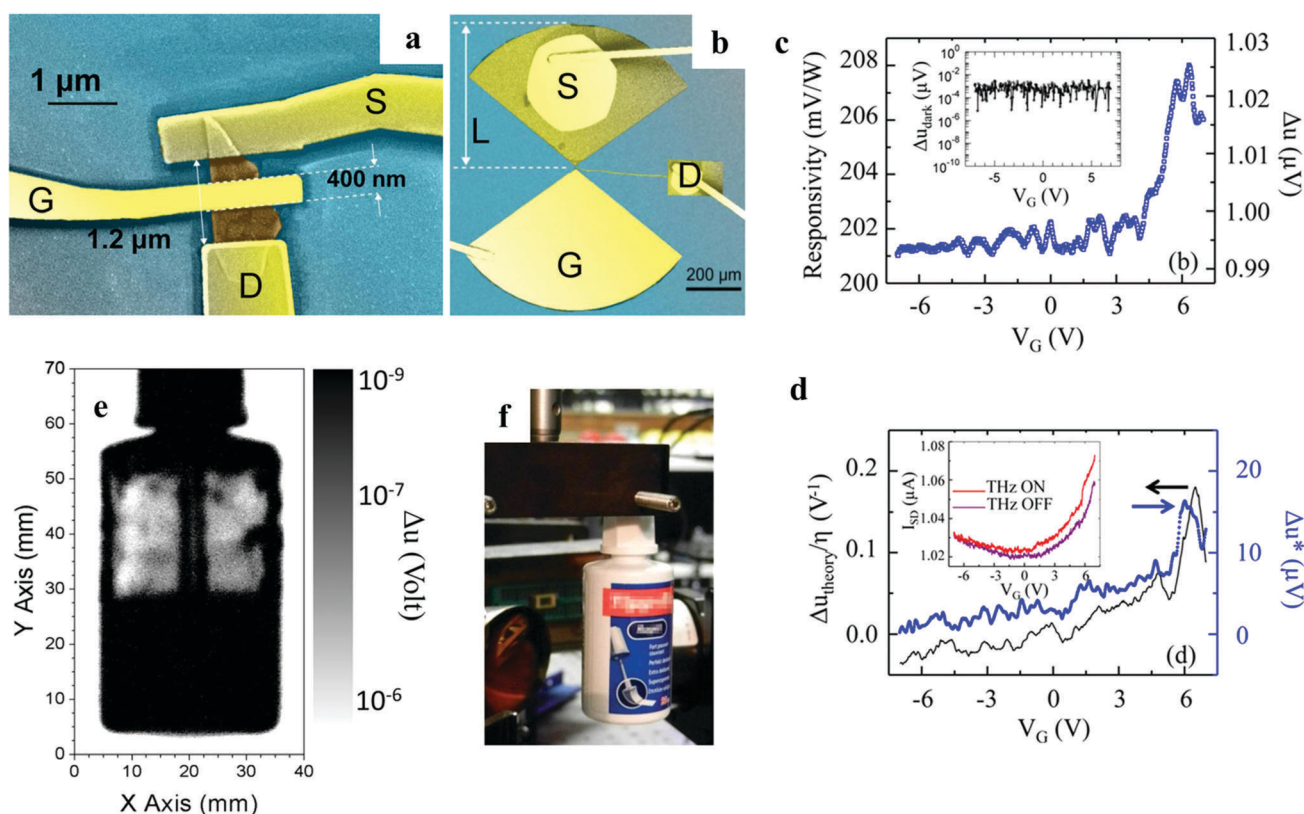 a
1 µm
S
G
400 nm
1.2 µm
D
b
S
L
D
G
200 µm
c
Responsivity (mV/W)
208
206
204
202
200
-6
-3
0
3
6
V_G (V)
1.03
1.02
1.01
1.00
0.99
Δu (µV)
(b)
Δu_dark (µV)
10^0
10^-2
10^-4
10^-6
10^-8
10^-10
-5
0
5
V_G (V)
e
Y Axis (mm)
70
60
50
40
30
20
10
0
0
10
20
30
40
X Axis (mm)
10^-9
10^-7
10^-6
Δu (Volt)
f
d
Δu_theory/η (V^-1)
0.2
0.1
0.0
-6
-3
0
3
6
V_G (V)
20
10
0
Δu* (µV)
(d)
I_SD (µA)
1.08
1.06
1.04
1.02
THz ON
THz OFF
-6
-3
0
3
6
V_G (V)